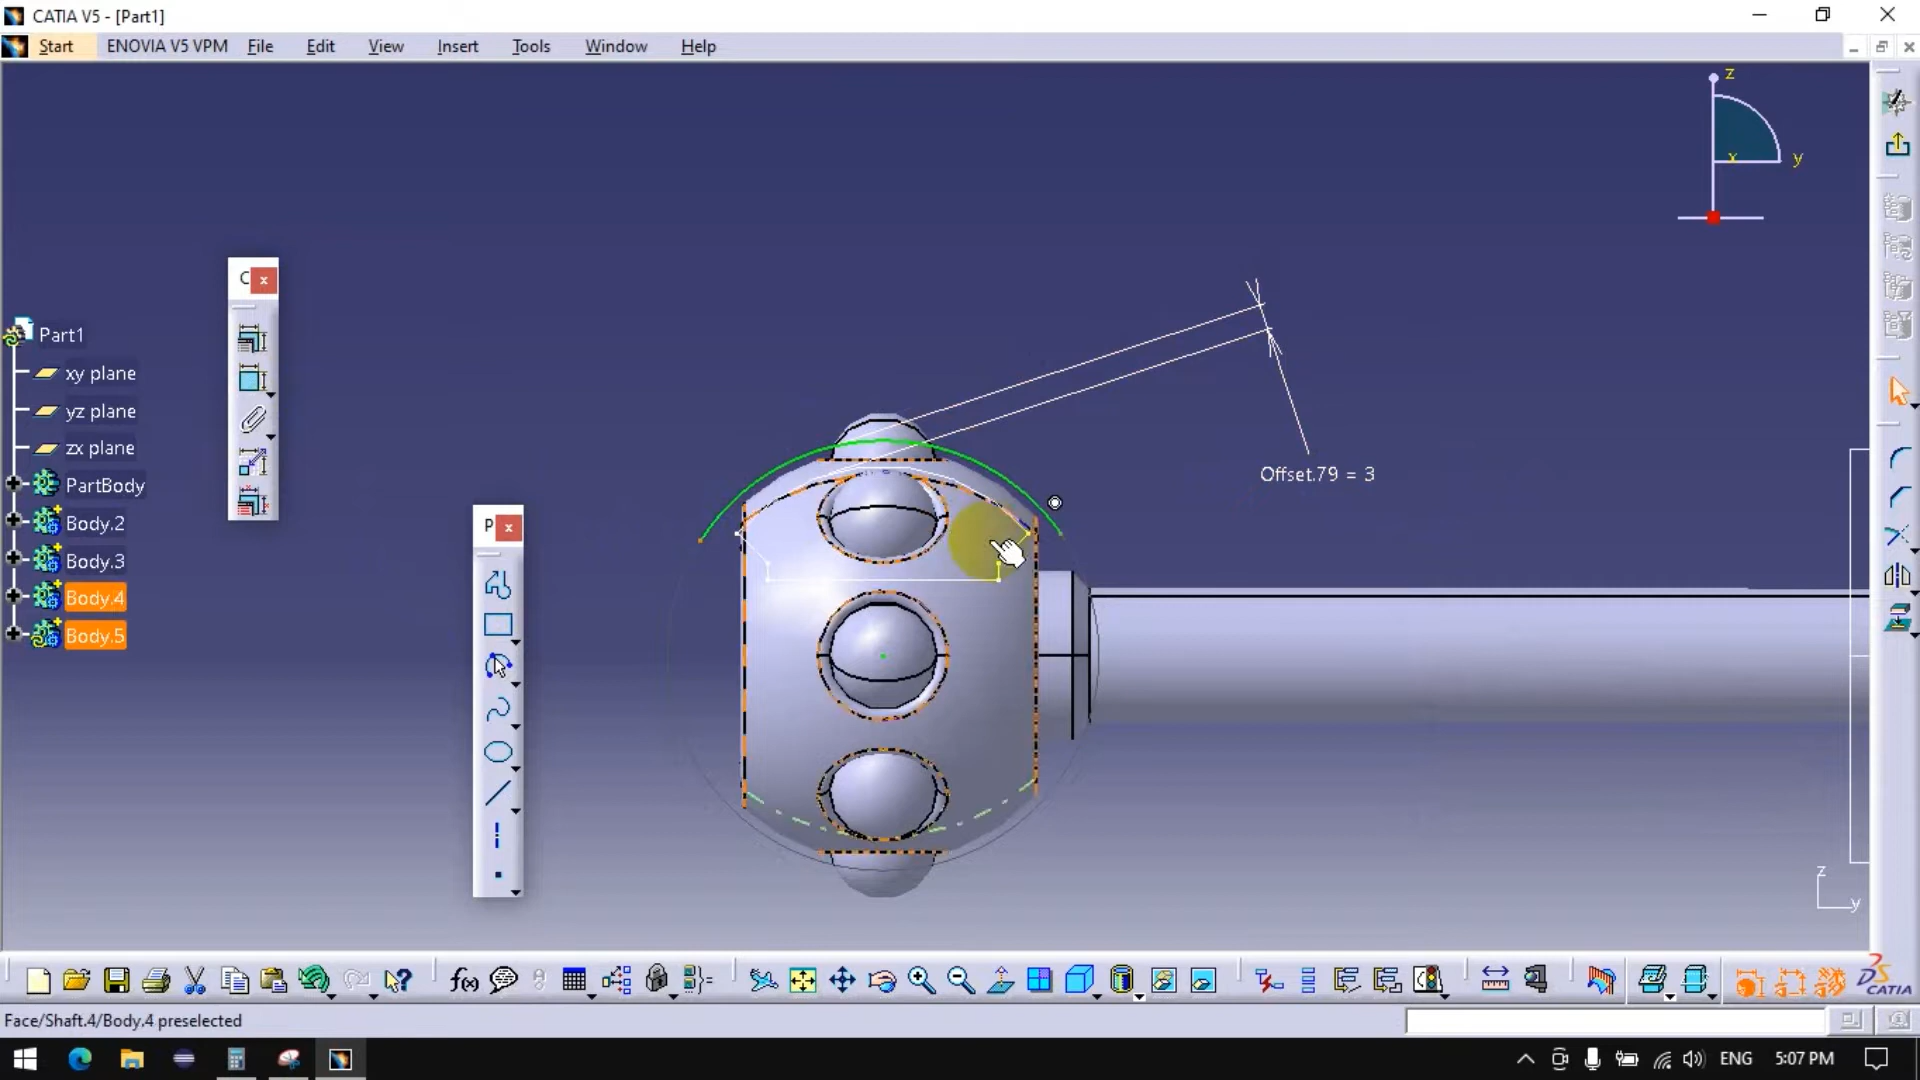 CATIA V5 - [Part1]
Start ENOVIA V5 VPM File Edit View Insert Tools Window Help
z
x
y
C
Part1
xy plane
yz plane
zx plane
PartBody
Body.2
Body.3
Body.4
Body.5
Offset.79 = 3
P
z
y
f(x)
CATIA
Face/Shaft.4/Body.4 preselected
ENG 5:07 PM